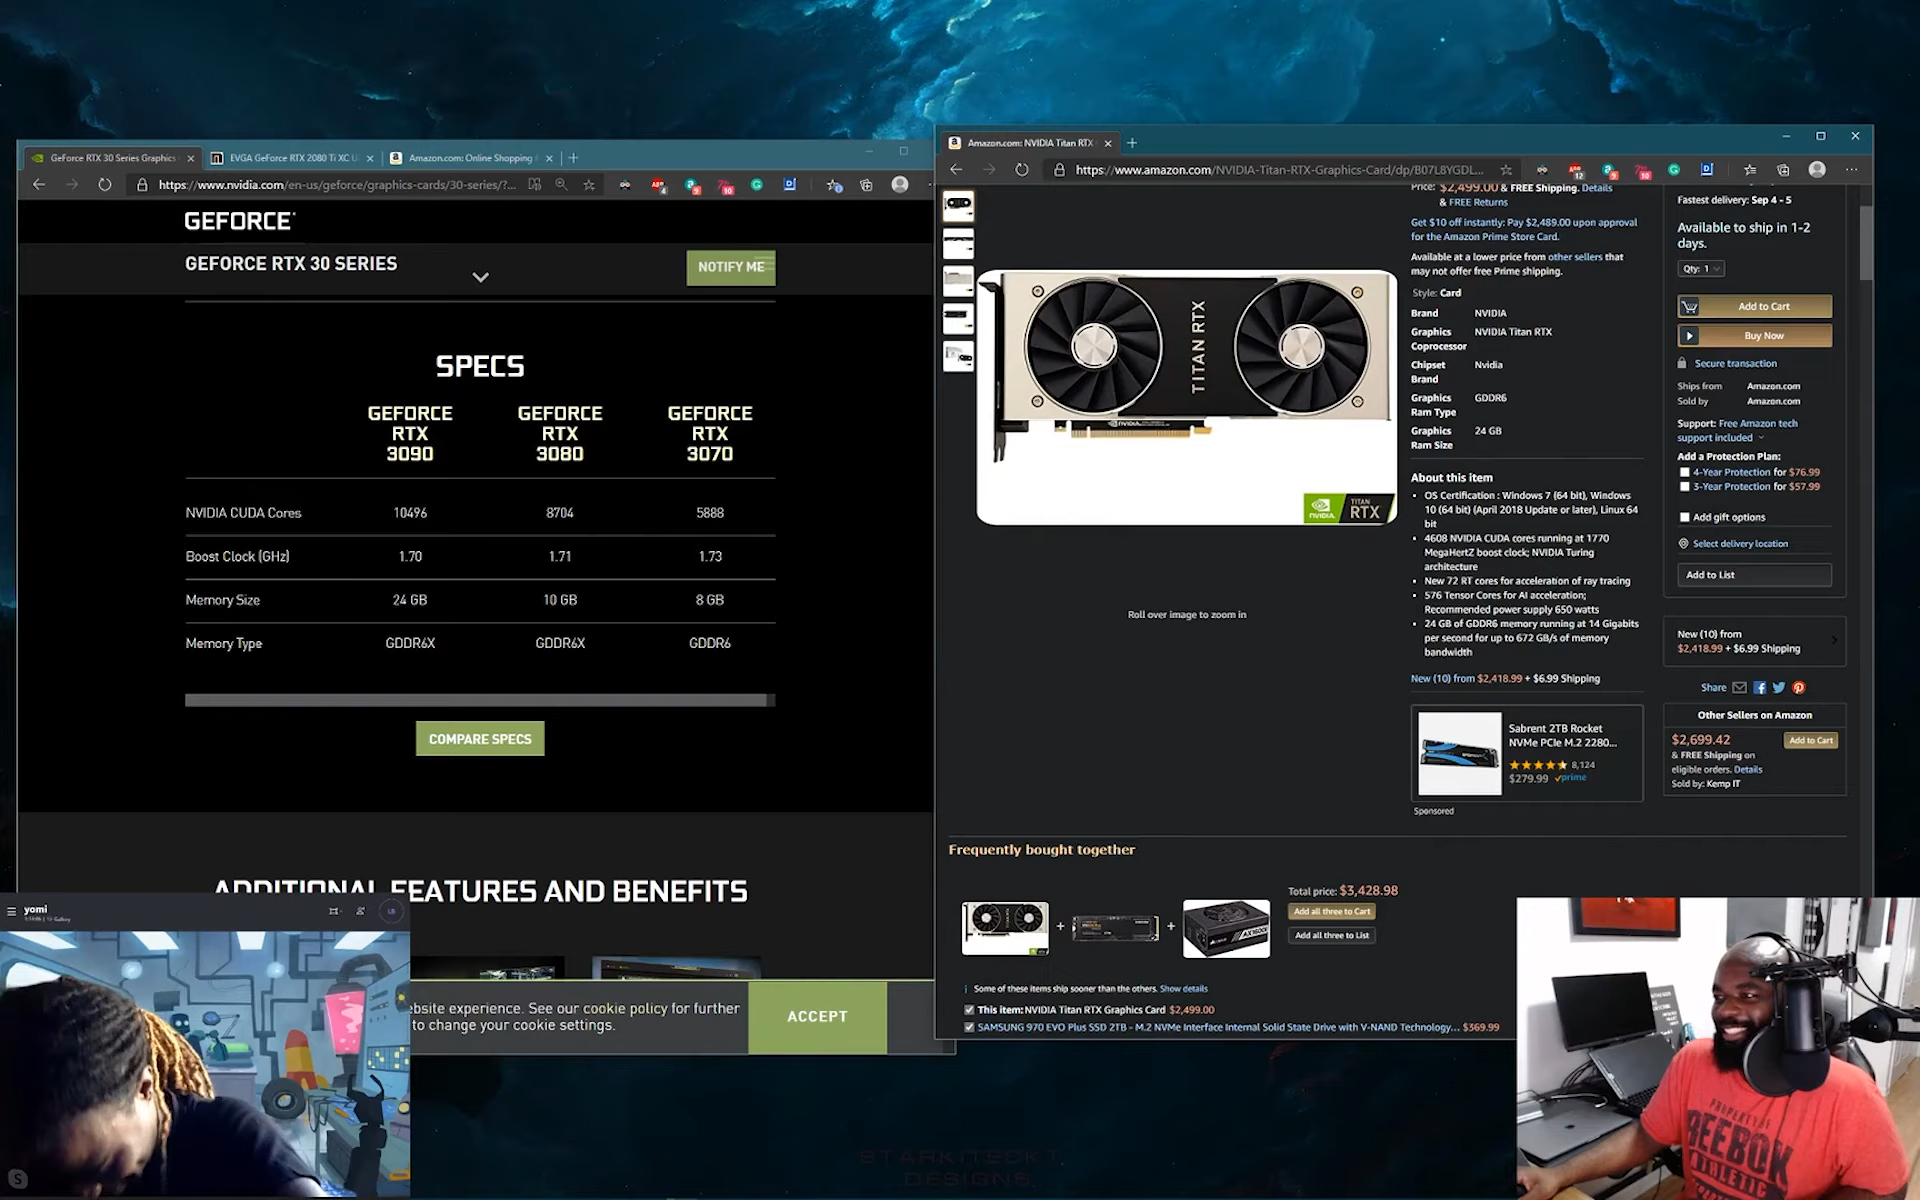 GeForce RTX 30 Series Graphics
EVGA GeForce RTX 2080 Ti XC U
Amazon.com: Online Shopping
https://www.nvidia.com/en-us/geforce/graphics-cards/30-series/?...
GEFORCE
GEFORCE RTX 30 SERIES
NOTIFY ME
SPECS
GEFORCE RTX 3090
GEFORCE RTX 3080
GEFORCE RTX 3070
NVIDIA CUDA Cores 10496 8704 5888
Boost Clock (GHz) 1.70 1.71 1.73
Memory Size 24 GB 10 GB 8 GB
Memory Type GDDR6X GDDR6X GDDR6
COMPARE SPECS
ADDITIONAL FEATURES AND BENEFITS
ebsite experience. See our cookie policy for further
to change your cookie settings.
ACCEPT
yomi
Amazon.com: NVIDIA Titan RTX
https://www.amazon.com/NVIDIA-Titan-RTX-Graphics-Card/dp/B07L8YGDL...
TITAN RTX
NVIDIA
NVIDIA TITAN RTX
Roll over image to zoom in
Price: $2,499.00 & FREE Shipping. Details
& FREE Returns
Get $10 off instantly: Pay $2,489.00 upon approval
for the Amazon Prime Store Card.
Available at a lower price from other sellers that
may not offer free Prime shipping.
Style: Card
Brand NVIDIA
Graphics Coprocessor NVIDIA Titan RTX
Chipset Brand Nvidia
Graphics Ram Type GDDR6
Graphics Ram Size 24 GB
About this item
OS Certification : Windows 7 (64 bit), Windows
10 (64 bit) (April 2018 Update or later), Linux 64
bit
4608 NVIDIA CUDA cores running at 1770
MegaHertZ boost clock; NVIDIA Turing
architecture
New 72 RT cores for acceleration of ray tracing
576 Tensor Cores for AI acceleration;
Recommended power supply 650 watts
24 GB of GDDR6 memory running at 14 Gigabits
per second for up to 672 GB/s of memory
bandwidth
New (10) from $2,418.99 + $6.99 Shipping
Sabrent 2TB Rocket
NVMe PCIe M.2 2280...
8,124
$279.99 prime
Sponsored
Fastest delivery: Sep 4 - 5
Available to ship in 1-2
days.
Qty: 1
Add to Cart
Buy Now
Secure transaction
Ships from Amazon.com
Sold by Amazon.com
Support: Free Amazon tech
support included
Add a Protection Plan:
4-Year Protection for $76.99
3-Year Protection for $57.99
Add gift options
Select delivery location
Add to List
New (10) from
$2,418.99 + $6.99 Shipping
Share
Other Sellers on Amazon
$2,699.42 Add to Cart
& FREE Shipping on
eligible orders. Details
Sold by: Kemp IT
Frequently bought together
AX1600i
Total price: $3,428.98
Add all three to Cart
Add all three to List
Some of these items ship sooner than the others. Show details
This item: NVIDIA Titan RTX Graphics Card $2,499.00
SAMSUNG 970 EVO Plus SSD 2TB - M.2 NVMe Interface Internal Solid State Drive with V-NAND Technology... $369.99
STARKITECKT
DESIGNS
PROPERTY OF
REEBOK
ATHLETIC